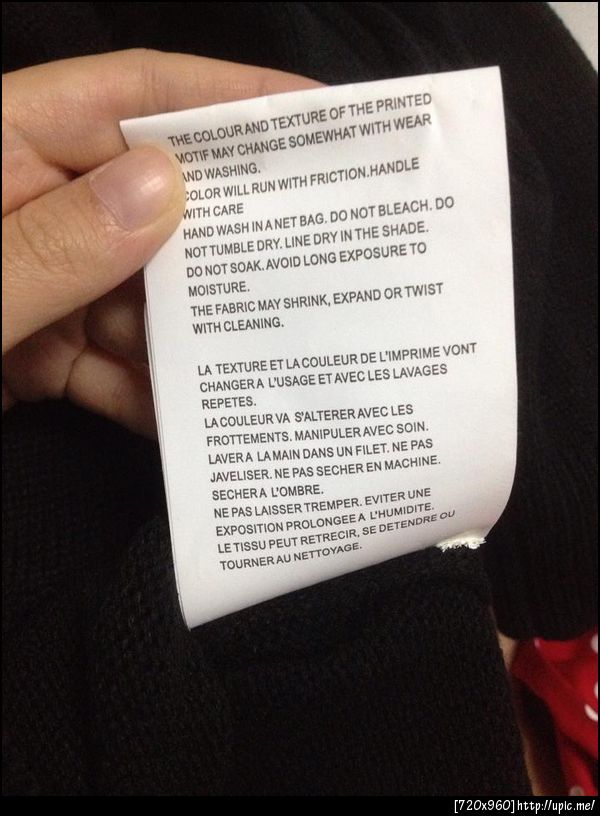 THE COLOUR AND TEXTURE OF THE PRINTED
MOTIF MAY CHANGE SOMEWHAT WITH WEAR
AND WASHING.
COLOR WILL RUN WITH FRICTION.HANDLE
WITH CARE
HAND WASH IN A NET BAG. DO NOT BLEACH. DO
NOT TUMBLE DRY. LINE DRY IN THE SHADE.
DO NOT SOAK. AVOID LONG EXPOSURE TO
MOISTURE.
THE FABRIC MAY SHRINK, EXPAND OR TWIST
WITH CLEANING.
LA TEXTURE ET LA COULEUR DE L'IMPRIME VONT
CHANGER A L'USAGE ET AVEC LES LAVAGES
REPETES.
LA COULEUR VA S'ALTERER AVEC LES
FROTTEMENTS. MANIPULER AVEC SOIN.
LAVER A LA MAIN DANS UN FILET. NE PAS
JAVELISER. NE PAS SECHER EN MACHINE.
SECHER A L'OMBRE.
NE PAS LAISSER TREMPER. EVITER UNE
EXPOSITION PROLONGEE A L'HUMIDITE.
LE TISSU PEUT RETRECIR, SE DETENDRE OU
TOURNER AU NETTOYAGE.
[720x960]http://upic.me/